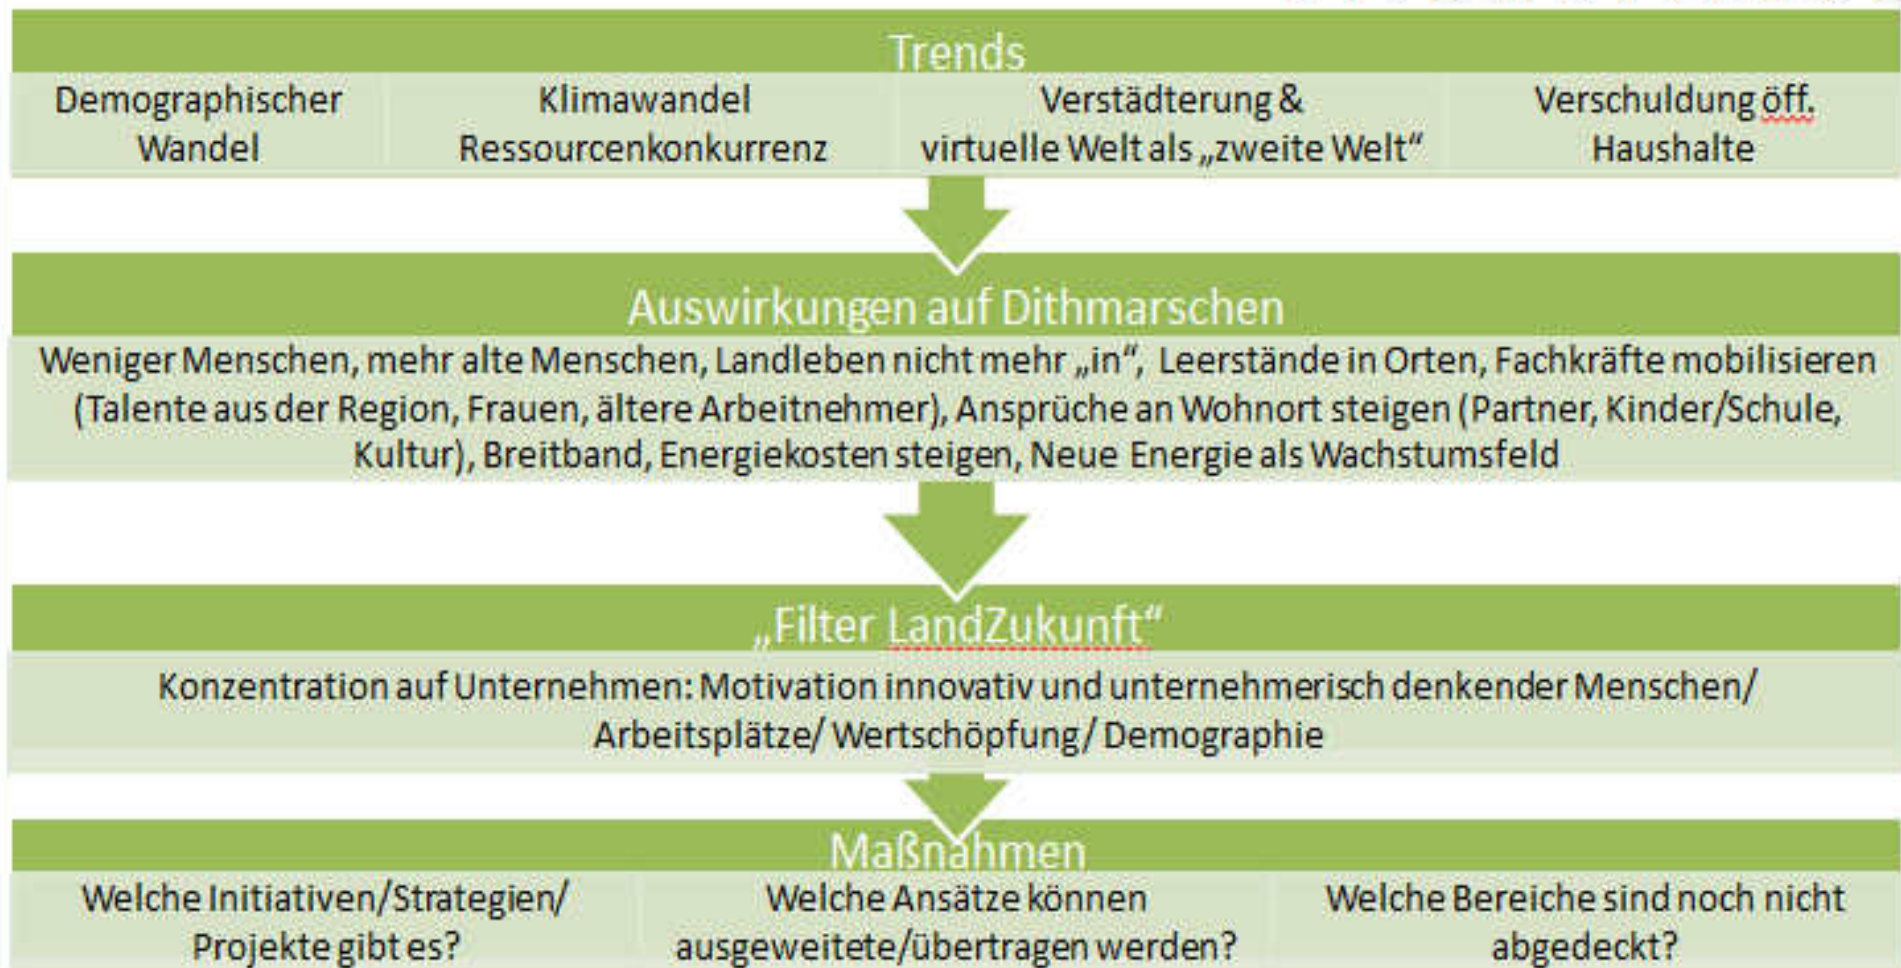 Trends
Demographischer
Wandel
Klimawandel
Ressourcenkonkurrenz
Verstädterung &
virtuelle Welt als „zweite Welt“
Verschuldung öff.
Haushalte
Auswirkungen auf Dithmarschen
Weniger Menschen, mehr alte Menschen, Landleben nicht mehr „in“, Leerstände in Orten, Fachkräfte mobilisieren
(Talente aus der Region, Frauen, ältere Arbeitnehmer), Ansprüche an Wohnort steigen (Partner, Kinder/Schule,
Kultur), Breitband, Energiekosten steigen, Neue Energie als Wachstumsfeld
„Filter LandZukunft“
Konzentration auf Unternehmen: Motivation innovativ und unternehmerisch denkender Menschen/
Arbeitsplätze/ Wertschöpfung/ Demographie
Maßnahmen
Welche Initiativen/Strategien/
Projekte gibt es?
Welche Ansätze können
ausgeweitete/übertragen werden?
Welche Bereiche sind noch nicht
abgedeckt?